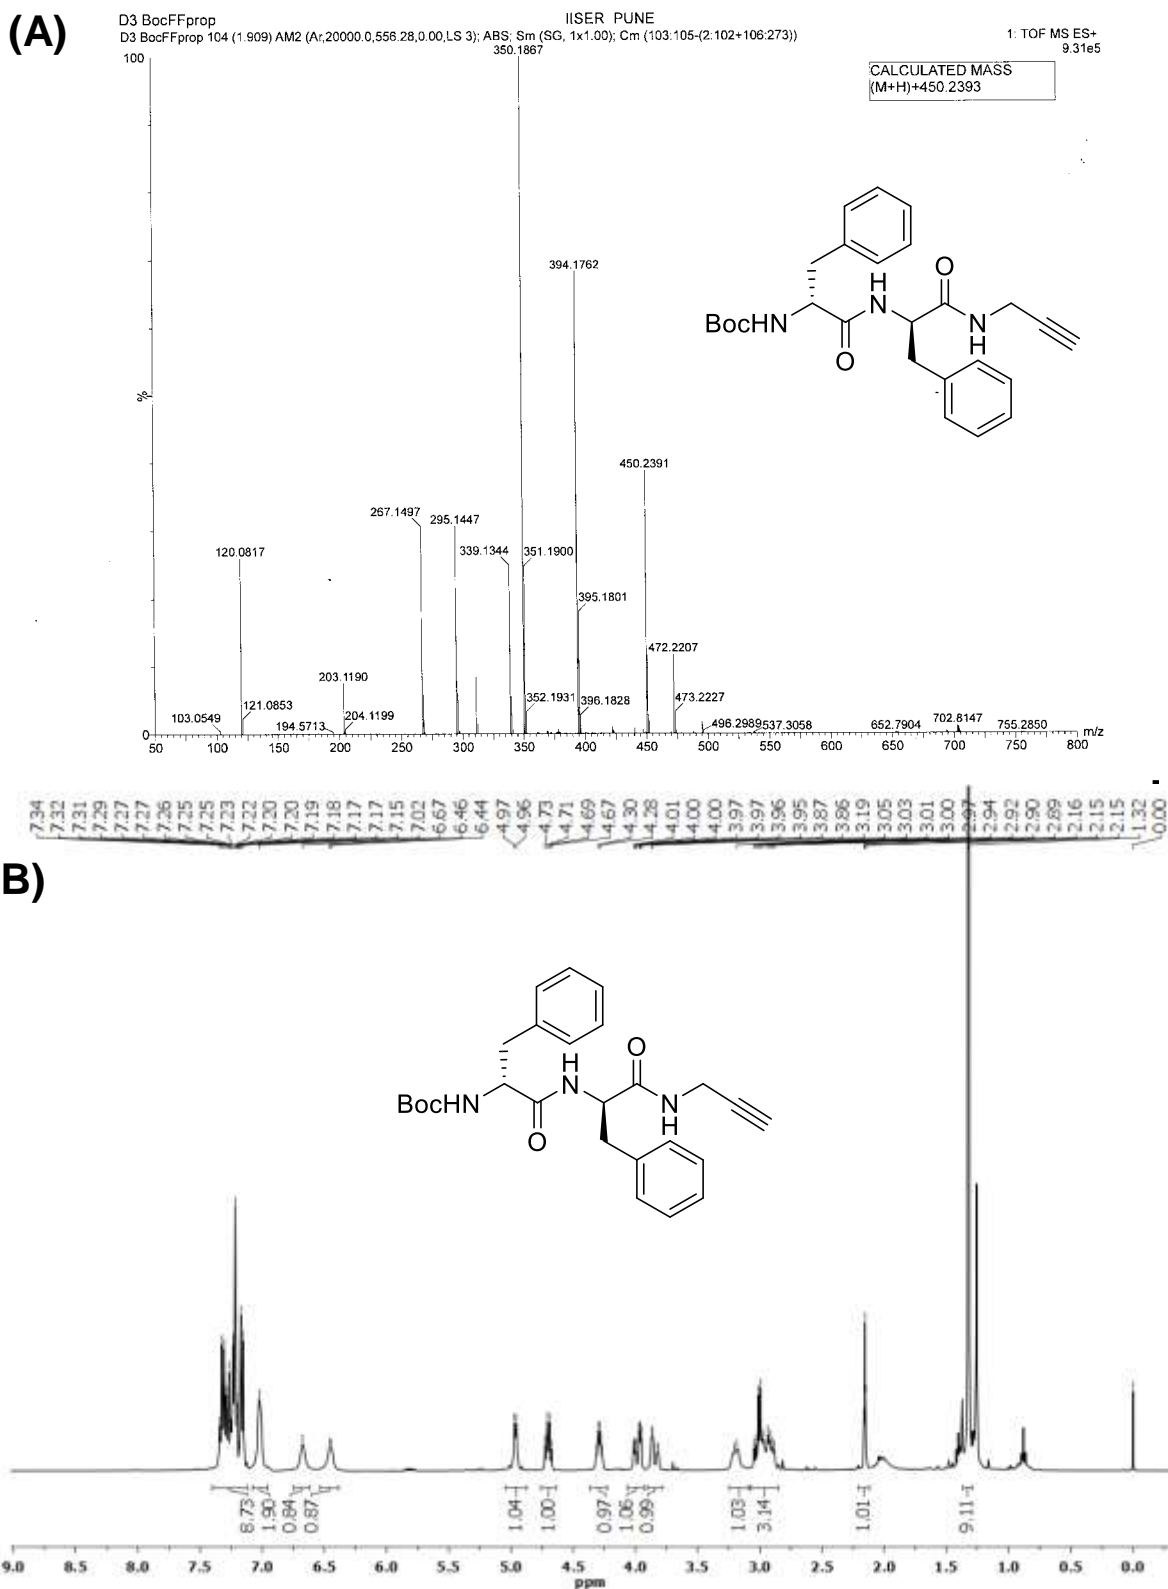 (A)
D3 BocFFprop
IISER PUNE
D3 BocFFprop 104 (1.909) AM2 (Ar,20000.0,556.28,0.00,LS 3); ABS; Sm (SG, 1x1.00); Cm (103:105-(2:102+106:273))
1: TOF MS ES+
9.31e5
100
350.1867
CALCULATED MASS
(M+H)+450.2393
394.1762
O
H
N
BocHN
N
H
O
%
450.2391
267.1497
295.1447
339.1344
351.1900
120.0817
395.1801
472.2207
203.1190
473.2227
352.1931
396.1828
121.0853
103.0549
194.5713
204.1199
496.2989
537.3058
652.7904
702.8147
755.2850
0
50 100 150 200 250 300 350 400 450 500 550 600 650 700 750 800 m/z
7.34 7.32 7.31 7.29 7.27 7.27 7.26 7.25 7.25 7.23 7.22 7.20 7.20 7.19 7.18 7.17 7.17 7.15 7.02 6.67 6.46 6.44 4.97 4.96 4.73 4.71 4.69 4.67 4.30 4.28 4.01 4.00 4.00 3.97 3.97 3.96 3.95 3.87 3.86 3.19 3.05 3.03 3.01 3.00 2.97 2.94 2.92 2.90 2.89 2.16 2.15 2.15 1.32 0.00
B)
O
H
N
BocHN
N
H
O
8.73 1.90 0.84 0.87 1.04 1.00 0.97 1.06 0.99 1.03 3.14 1.01 9.11
9.0 8.5 8.0 7.5 7.0 6.5 6.0 5.5 5.0 4.5 4.0 3.5 3.0 2.5 2.0 1.5 1.0 0.5 0.0
ppm